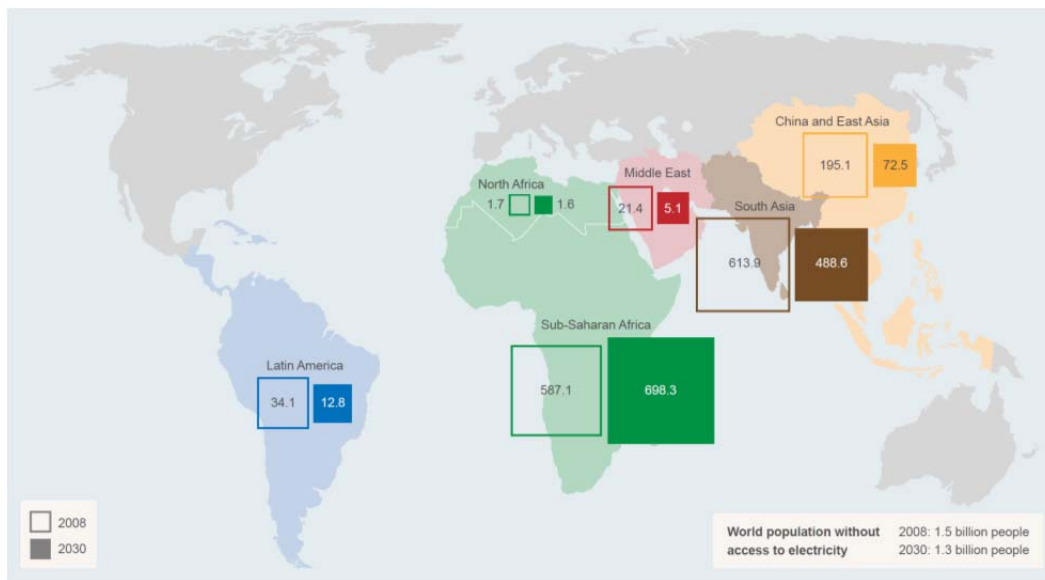 China and East Asia
195.1
72.5
Middle East
21.4
5.1
North Africa
1.7
1.6
South Asia
613.9
488.6
Sub-Saharan Africa
587.1
698.3
Latin America
34.1
12.8
2008
2030
World population without 2008: 1.5 billion people
access to electricity 2030: 1.3 billion people